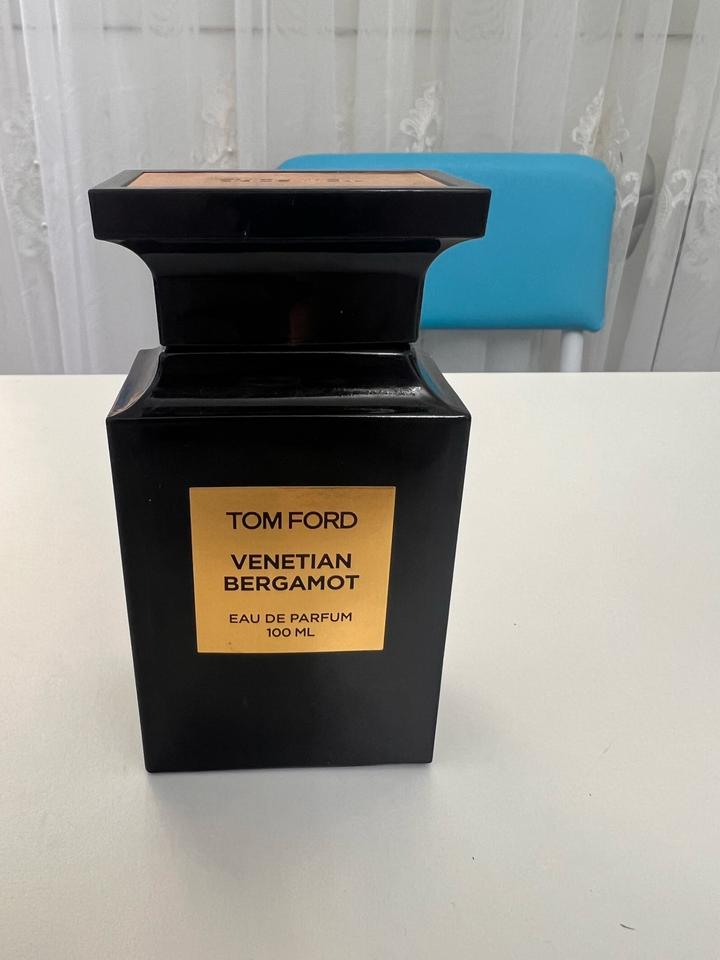 TOM FORD
VENETIAN
BERGAMOT
EAU DE PARFUM
100 ML